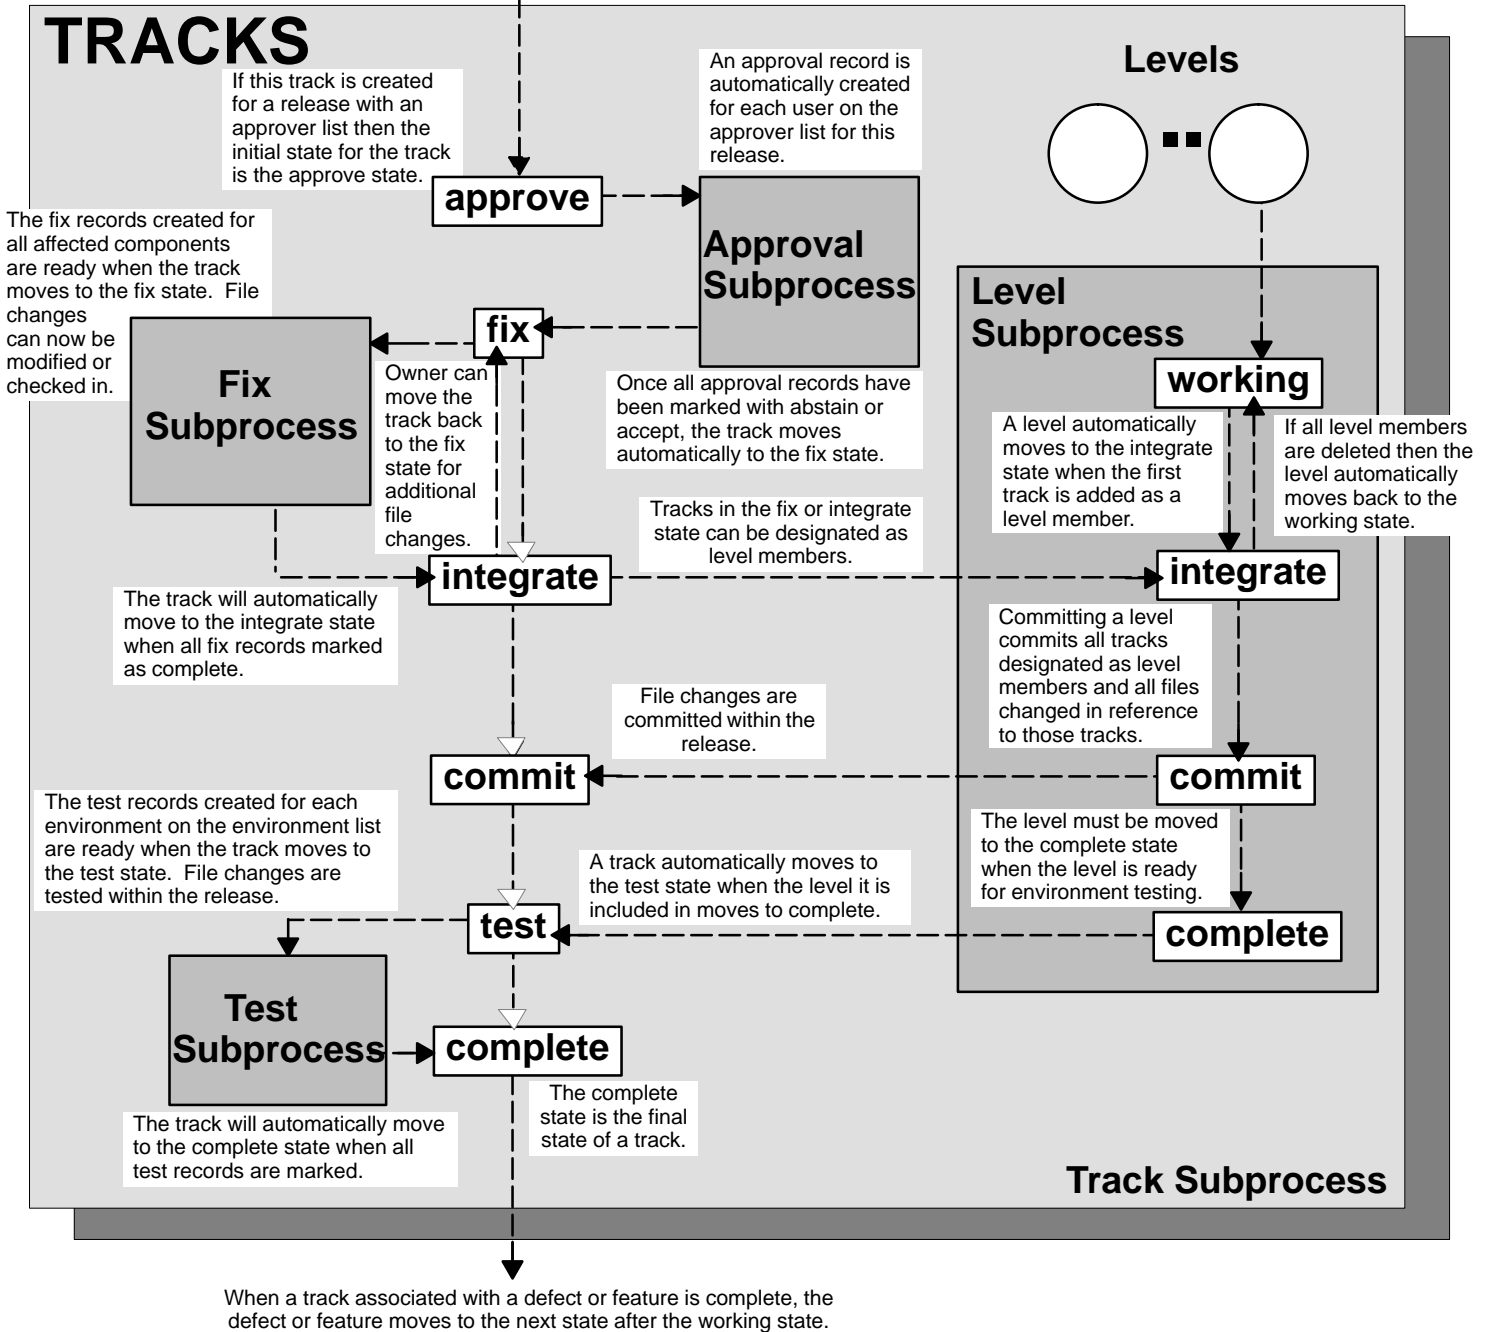 TRACKS
If this track is created
for a release with an
approver list then the
initial state for the track
is the approve state.
An approval record is
automatically created
for each user on the
approver list for this
release.
Levels
approve
The fix records created for
all affected components
are ready when the track
moves to the fix state.  File
changes
can now be
modified or
checked in.
Approval
Subprocess
Level
Subprocess
fix
Fix
Subprocess
Owner can
move the
track back
to the fix
state for
additional
file
changes.
Once all approval records have
been marked with abstain or
accept, the track moves
automatically to the fix state.
working
A level automatically
moves to the integrate
state when the first
track is added as a
level member.
If all level members
are deleted then the
level automatically
moves back to the
working state.
Tracks in the fix or integrate
state can be designated as
level members.
integrate
integrate
The track will automatically
move to the integrate state
when all fix records marked
as complete.
Committing a level
commits all tracks
designated as level
members and all files
changed in reference
to those tracks.
File changes are
committed within the
release.
commit
commit
The test records created for each
environment on the environment list
are ready when the track moves to
the test state.  File changes are
tested within the release.
The level must be moved
to the complete state
when the level is ready
for environment testing.
A track automatically moves to
the test state when the level it is
included in moves to complete.
test
complete
Test
Subprocess
complete
The complete
state is the final
state of a track.
The track will automatically move
to the complete state when all
test records are marked.
Track Subprocess
When a track associated with a defect or feature is complete, the
defect or feature moves to the next state after the working state.